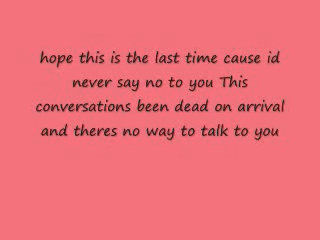 hope this is the last time cause id
never say no to you This
conversations been dead on arrival
and theres no way to talk to you